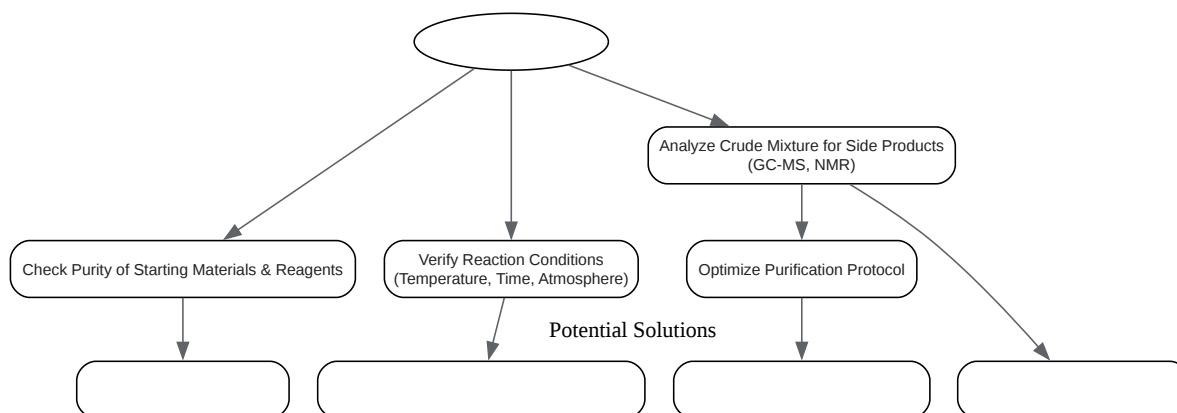 Analyze Crude Mixture for Side Products
(GC-MS, NMR)
Check Purity of Starting Materials & Reagents
Verify Reaction Conditions
(Temperature, Time, Atmosphere)
Optimize Purification Protocol
Potential Solutions